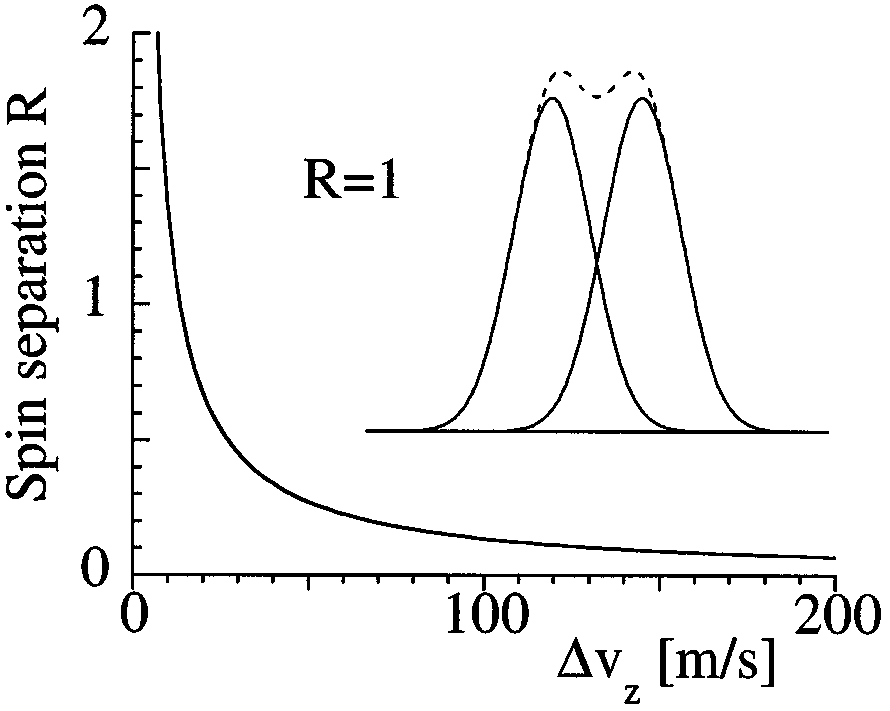 2
Spin separation R
R=1
1
0
0
100
200
Δv_z [m/s]